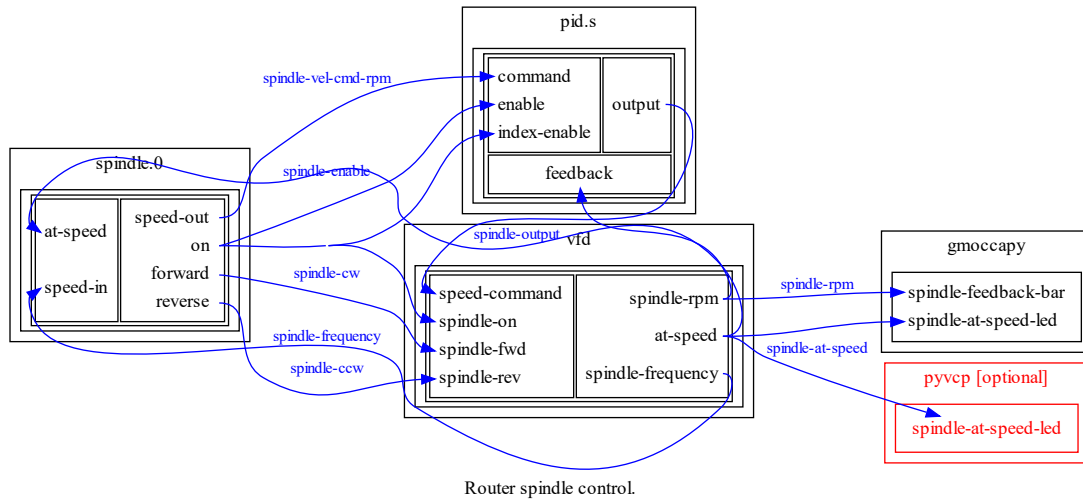 pid.s
command
enable
index-enable
output
feedback
spindle-vel-cmd-rpm
spindle.0
spindle-enable
at-speed
speed-in
speed-out
on
forward
reverse
spindle-cw
spindle-frequency
spindle-ccw
spindle-output
vfd
speed-command
spindle-on
spindle-fwd
spindle-rev
spindle-rpm
at-speed
spindle-frequency
spindle-rpm
spindle-at-speed
gmoccapy
spindle-feedback-bar
spindle-at-speed-led
pyvcp [optional]
spindle-at-speed-led
Router spindle control.